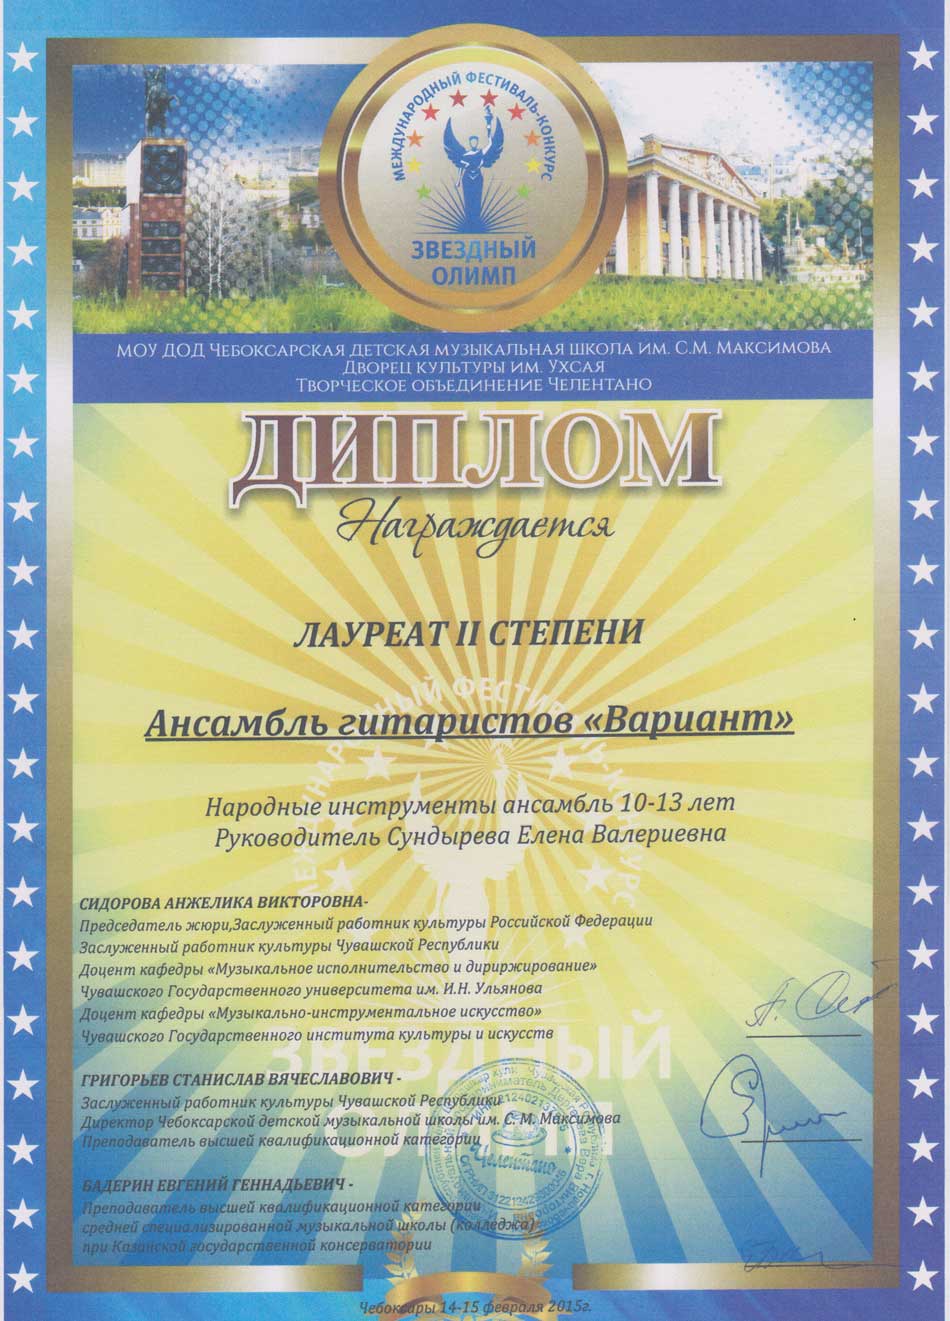 МЕЖДУНАРОДНЫЙ ФЕСТИВАЛЬ-КОНКУРС
ЗВЕЗДНЫЙ
ОЛИМП
МОУ ДОД Чебоксарская детская музыкальная школа им. С.М. Максимова
Дворец культуры им. Ухсая
Творческое объединение Челентано
ДИПЛОМ
Награждается
ЛАУРЕАТ II СТЕПЕНИ
Ансамбль гитаристов «Вариант»
Народные инструменты ансамбль 10-13 лет
Руководитель Сундырева Елена Валериевна
СИДОРОВА АНЖЕЛИКА ВИКТОРОВНА-
Председатель жюри,Заслуженный работник культуры Российской Федерации
Заслуженный работник культуры Чувашской Республики
Доцент кафедры «Музыкальное исполнительство и дириржирование»
Чувашского Государственного университета им. И.Н. Ульянова
Доцент кафедры «Музыкально-инструментальное искусство»
Чувашского Государственного института культуры и искусств
ГРИГОРЬЕВ СТАНИСЛАВ ВЯЧЕСЛАВОВИЧ -
Заслуженный работник культуры Чувашской Республики
Директор Чебоксарской детской музыкальной школы им. С. М. Максимова
Преподаватель высшей квалификационной категории
Челентано
БАДЕРИН ЕВГЕНИЙ ГЕННАДЬЕВИЧ -
Преподаватель высшей квалификационной категории
средней специализированной музыкальной школы (колледжа)
при Казанской государственной консерватории
Чебоксары 14-15 февраля 2015г.